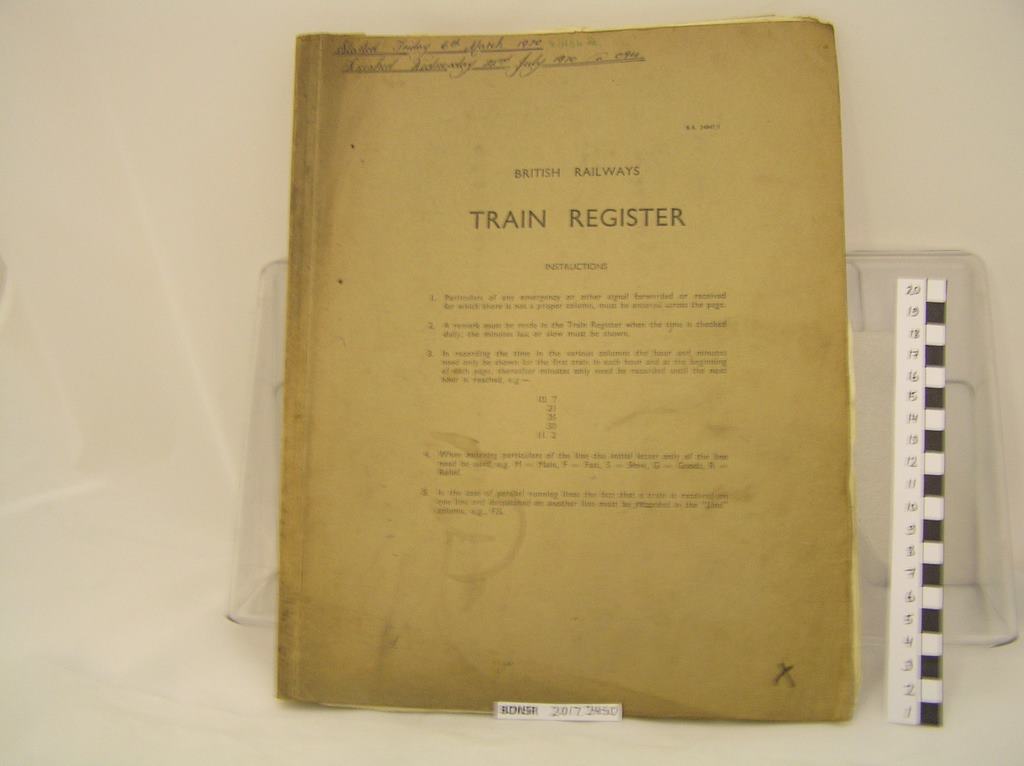 Started Friday 6th March 1970
Finished Wednesday 22nd July 1970
BRITISH RAILWAYS
TRAIN REGISTER
INSTRUCTIONS
1. Particulars of any emergency or other signal forwarded or received
for which there is not a proper column, must be entered across the page.
2. A remark must be made in the Train Register when the time is checked
daily; the minutes fast or slow must be shown.
3. In recording the time in the various columns the hour and minutes
need only be shown for the first train in each hour and at the beginning
of each page, thereafter minutes only need be recorded until the next
hour is reached, e.g.—
10. 7
21
30
11. 2
4. When entering particulars of the line the initial letter only of the line
need be used, e.g. M — Main, F — Fast, S — Slow, G — Goods, R —
Relief.
5. In the case of parallel running lines the fact that a train is received on
one line and despatched on another line must be recorded in the "Line"
column, e.g., FS.
X
BDNSR 2017.2450
20
19
18
17
16
15
14
13
12
11
10
9
8
7
6
5
4
3
2
1